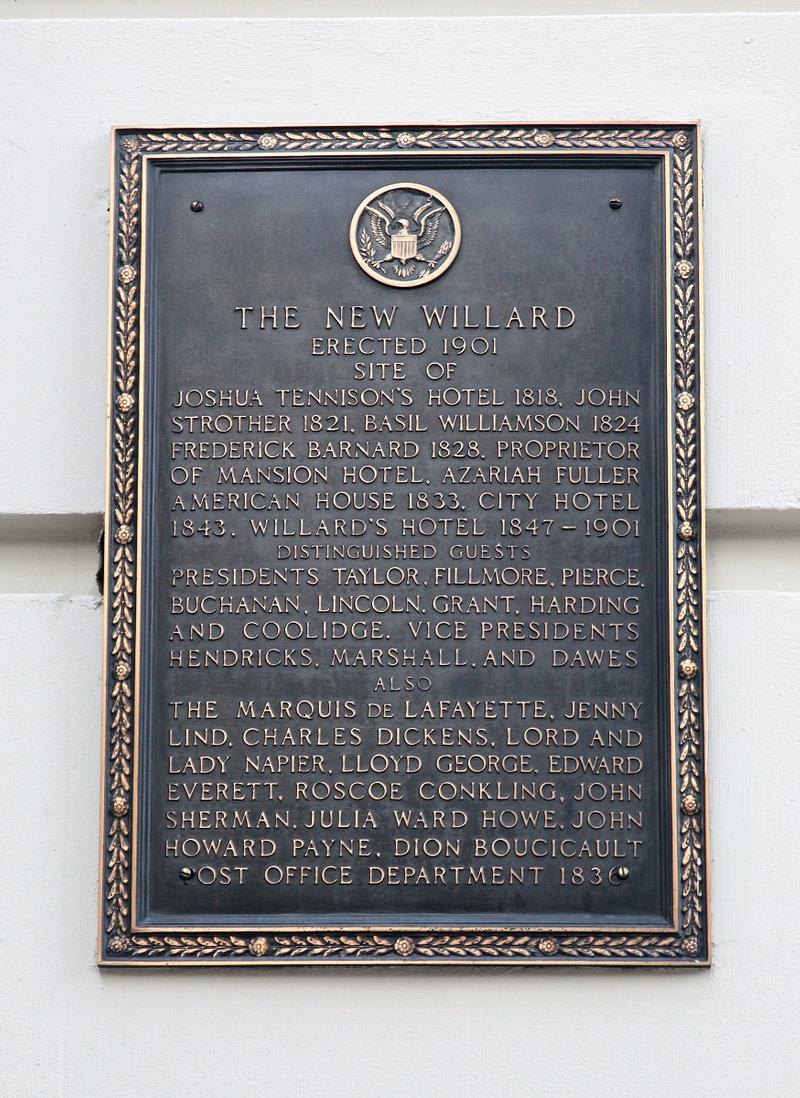 THE NEW WILLARD
ERECTED 1901
SITE OF
JOSHUA TENNISON'S HOTEL 1818, JOHN
STROTHER 1821, BASIL WILLIAMSON 1824
FREDERICK BARNARD 1828, PROPRIETOR
OF MANSION HOTEL, AZARIAH FULLER
AMERICAN HOUSE 1833, CITY HOTEL
1843, WILLARD'S HOTEL 1847–1901
DISTINGUISHED GUESTS
PRESIDENTS TAYLOR, FILLMORE, PIERCE,
BUCHANAN, LINCOLN, GRANT, HARDING
AND COOLIDGE. VICE PRESIDENTS
HENDRICKS, MARSHALL, AND DAWES
ALSO
THE MARQUIS DE LAFAYETTE, JENNY
LIND, CHARLES DICKENS, LORD AND
LADY NAPIER, LLOYD GEORGE, EDWARD
EVERETT, ROSCOE CONKLING, JOHN
SHERMAN, JULIA WARD HOWE, JOHN
HOWARD PAYNE, DION BOUCICAULT
POST OFFICE DEPARTMENT 1836